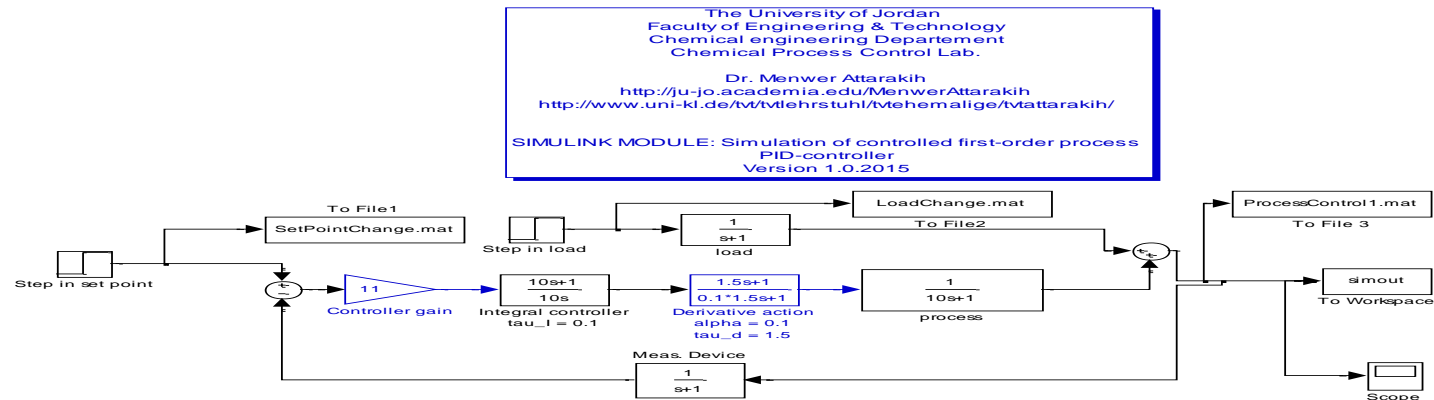 The University of Jordan
Faculty of Engineering & Technology
Chemical engineering Departement
Chemical Process Control Lab.
Dr. Menwer Attarakih
http://ju-jo.academia.edu/MenwerAttarakih
http://www.uni-kl.de/tvt/tvtlehrstuhl/tvtehemalige/tvtattarakih/
SIMULINK MODULE: Simulation of controlled first-order process
PID-controller
Version 1.0.2015
To File1
SetPointChange.mat
Step in set point
Step in load
1
s+1
load
LoadChange.mat
To File2
ProcessControl1.mat
To File 3
11
Controller gain
10s+1
10s
Integral controller
tau_I = 0.1
1.5s+1
0.1*1.5s+1
Derivative action
alpha = 0.1
tau_d = 1.5
1
10s+1
process
simout
To Workspace
Meas. Device
1
s+1
Scope